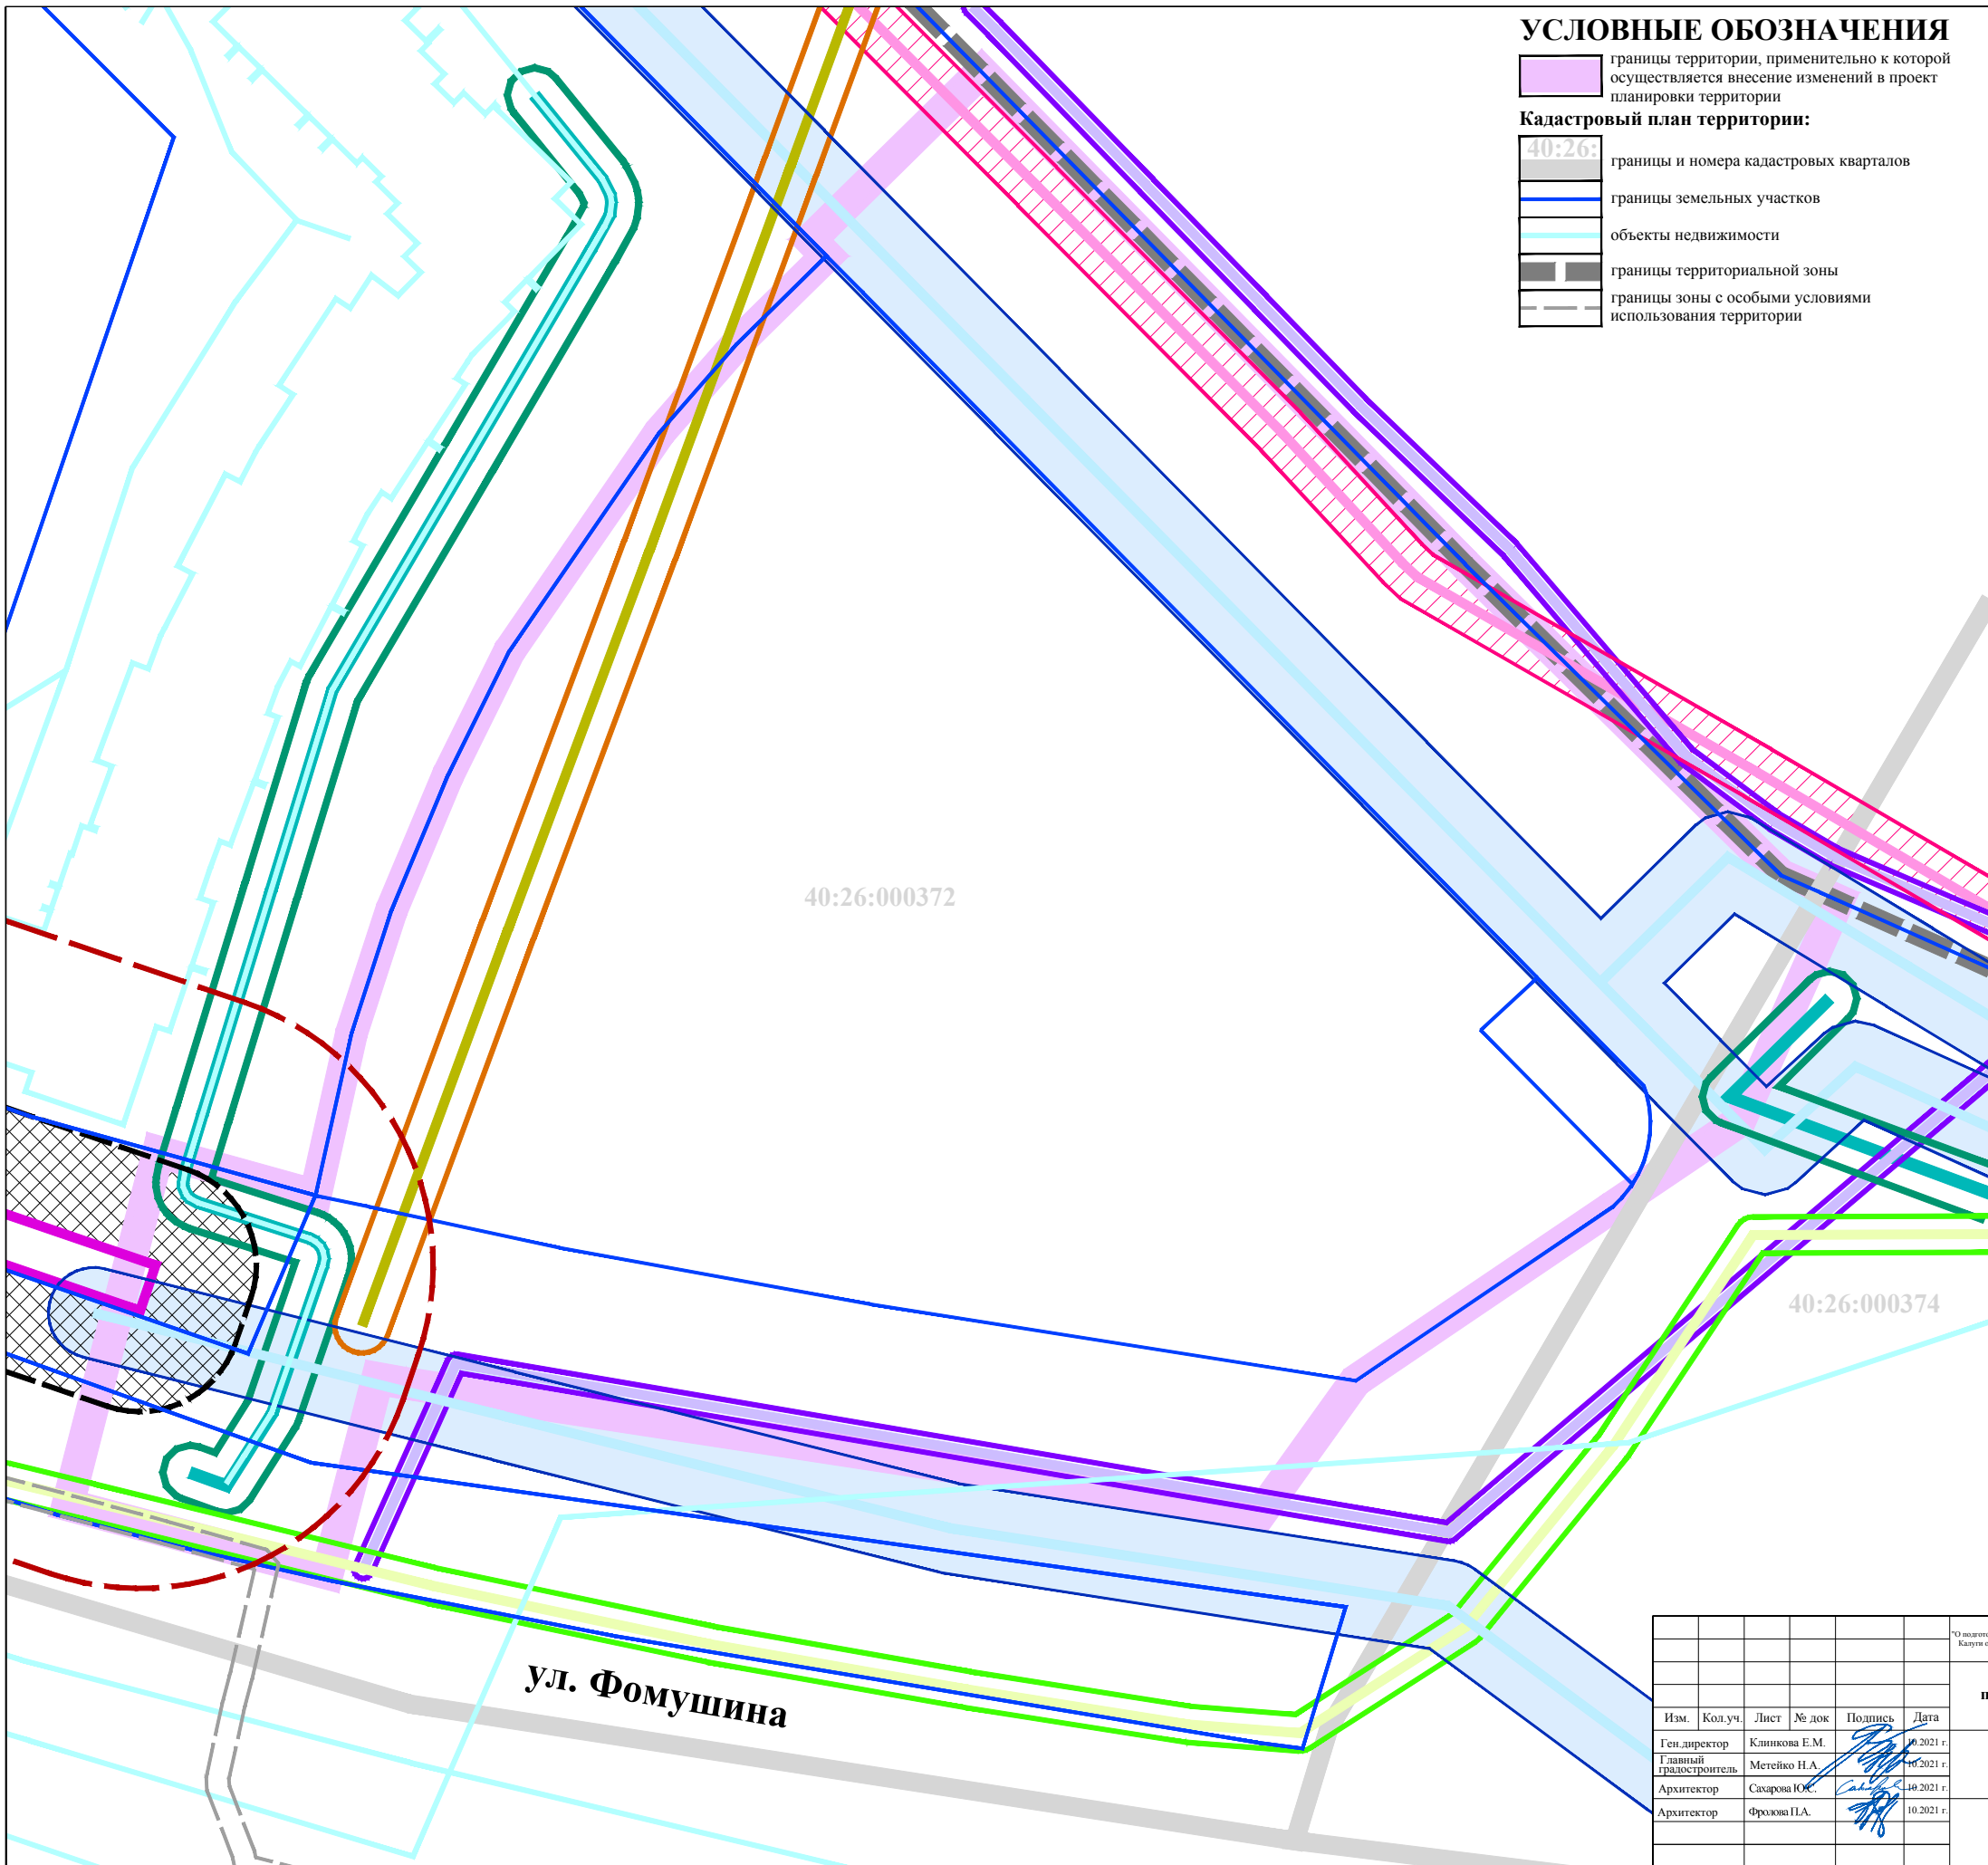 УСЛОВНЫЕ ОБОЗНАЧЕНИЯ
границы территории, применительно к которой
осуществляется внесение изменений в проект
планировки территории
Кадастровый план территории:
40:26:
границы и номера кадастровых кварталов
границы земельных участков
объекты недвижимости
границы территориальной зоны
границы зоны с особыми условиями
использования территории
40:26:000372
40:26:000374
ул. Фомушина
Изм. Кол.уч. Лист № док Подпись Дата
Ген.директор Клинкова Е.М. 10.2021 г.
Главный
градостроитель Метейко Н.А. 10.2021 г.
Архитектор Сахарова Ю.С. 10.2021 г.
Архитектор Фролова П.А. 10.2021 г.